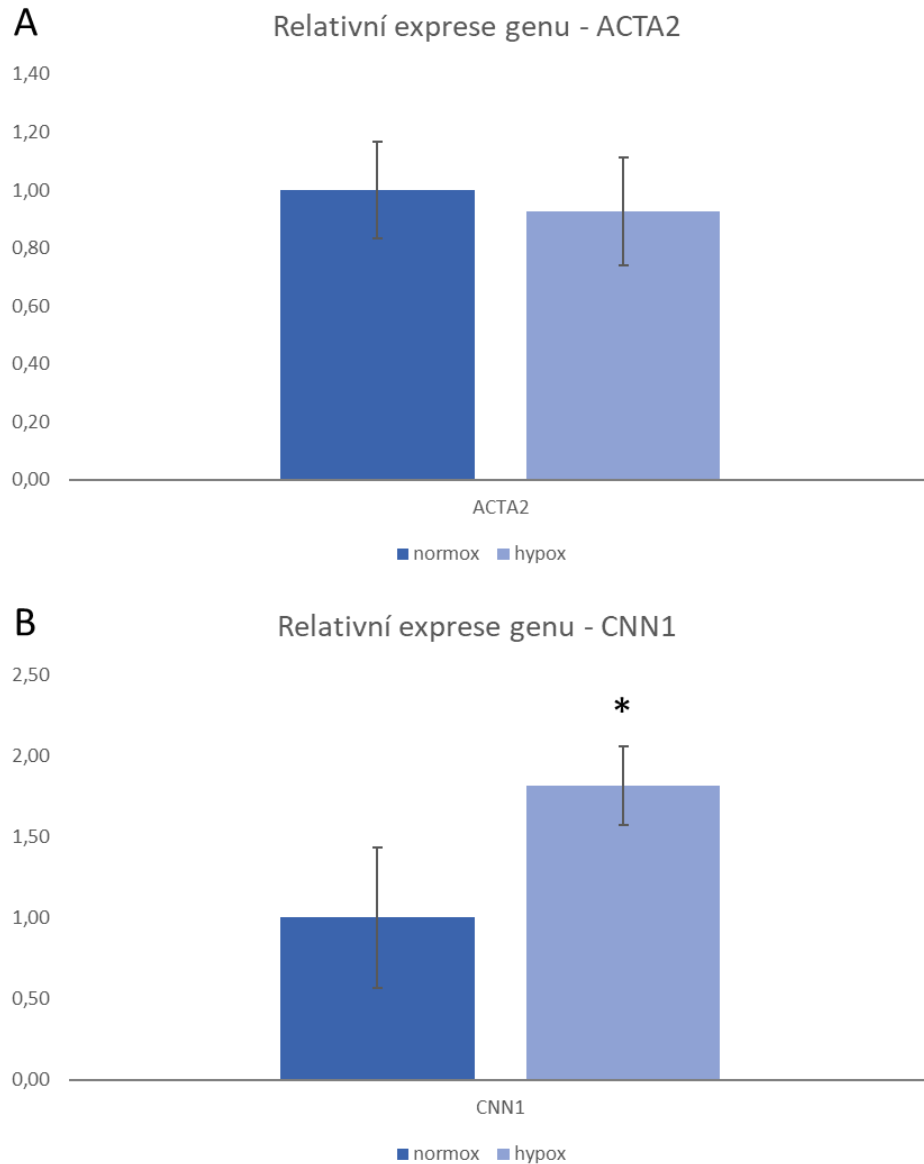 A
Relativní exprese genu - ACTA2
1,40
1,20
1,00
0,80
0,60
0,40
0,20
0,00
ACTA2
normox hypox
B
Relativní exprese genu - CNN1
2,50
*
2,00
1,50
1,00
0,50
0,00
CNN1
normox hypox